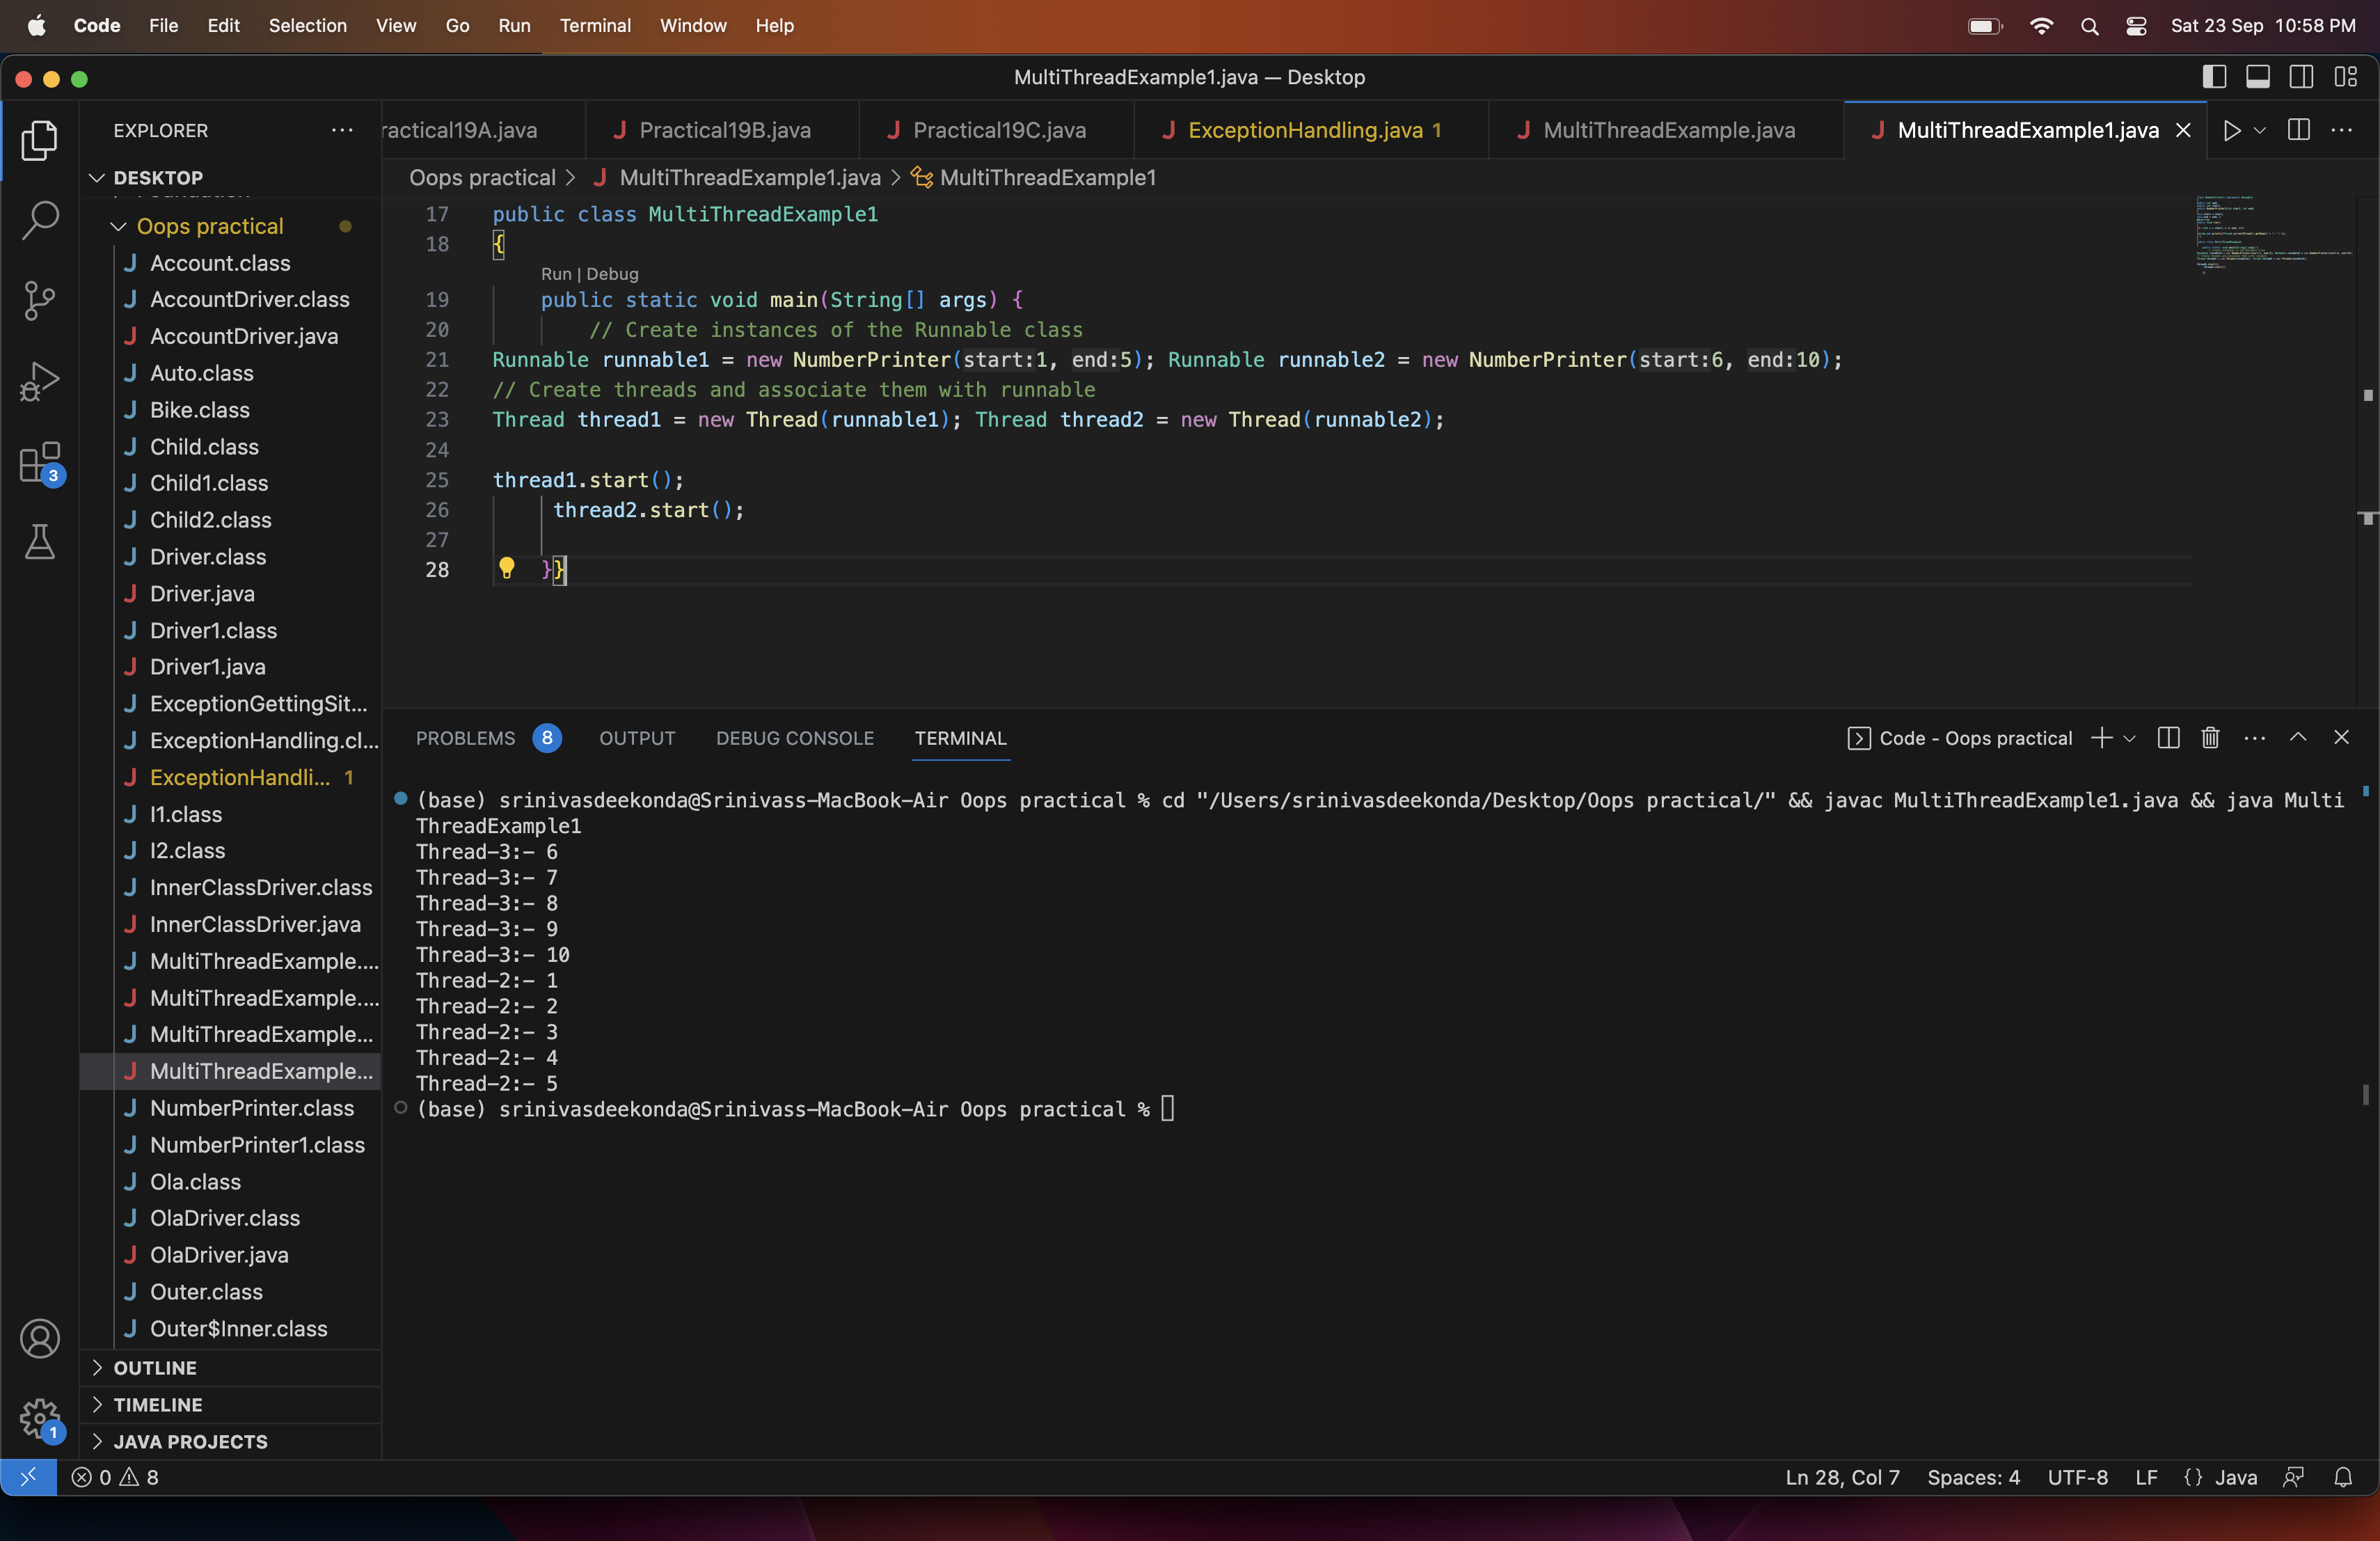 Code File Edit Selection View Go Run Terminal Window Help Sat 23 Sep 10:58 PM
MultiThreadExample1.java — Desktop
EXPLORER
DESKTOP
Oops practical
Account.class
AccountDriver.class
AccountDriver.java
Auto.class
Bike.class
Child.class
Child1.class
Child2.class
Driver.class
Driver.java
Driver1.class
Driver1.java
ExceptionGettingSit...
ExceptionHandling.cl...
ExceptionHandli... 1
I1.class
I2.class
InnerClassDriver.class
InnerClassDriver.java
MultiThreadExample....
MultiThreadExample....
MultiThreadExample...
MultiThreadExample...
NumberPrinter.class
NumberPrinter1.class
Ola.class
OlaDriver.class
OlaDriver.java
Outer.class
Outer$Inner.class
OUTLINE
TIMELINE
JAVA PROJECTS
3
1
ractical19A.java Practical19B.java Practical19C.java ExceptionHandling.java 1 MultiThreadExample.java MultiThreadExample1.java
Oops practical > MultiThreadExample1.java > MultiThreadExample1
17 public class MultiThreadExample1
18 {
Run | Debug
19 public static void main(String[] args) {
20 // Create instances of the Runnable class
21 Runnable runnable1 = new NumberPrinter(start:1, end:5); Runnable runnable2 = new NumberPrinter(start:6, end:10);
22 // Create threads and associate them with runnable
23 Thread thread1 = new Thread(runnable1); Thread thread2 = new Thread(runnable2);
24
25 thread1.start();
26 thread2.start();
27
28 }}
PROBLEMS 8 OUTPUT DEBUG CONSOLE TERMINAL Code - Oops practical
(base) srinivasdeekonda@Srinivass-MacBook-Air Oops practical % cd "/Users/srinivasdeekonda/Desktop/Oops practical/" && javac MultiThreadExample1.java && java Multi
ThreadExample1
Thread-3:- 6
Thread-3:- 7
Thread-3:- 8
Thread-3:- 9
Thread-3:- 10
Thread-2:- 1
Thread-2:- 2
Thread-2:- 3
Thread-2:- 4
Thread-2:- 5
(base) srinivasdeekonda@Srinivass-MacBook-Air Oops practical %
0 8 Ln 28, Col 7 Spaces: 4 UTF-8 LF {} Java